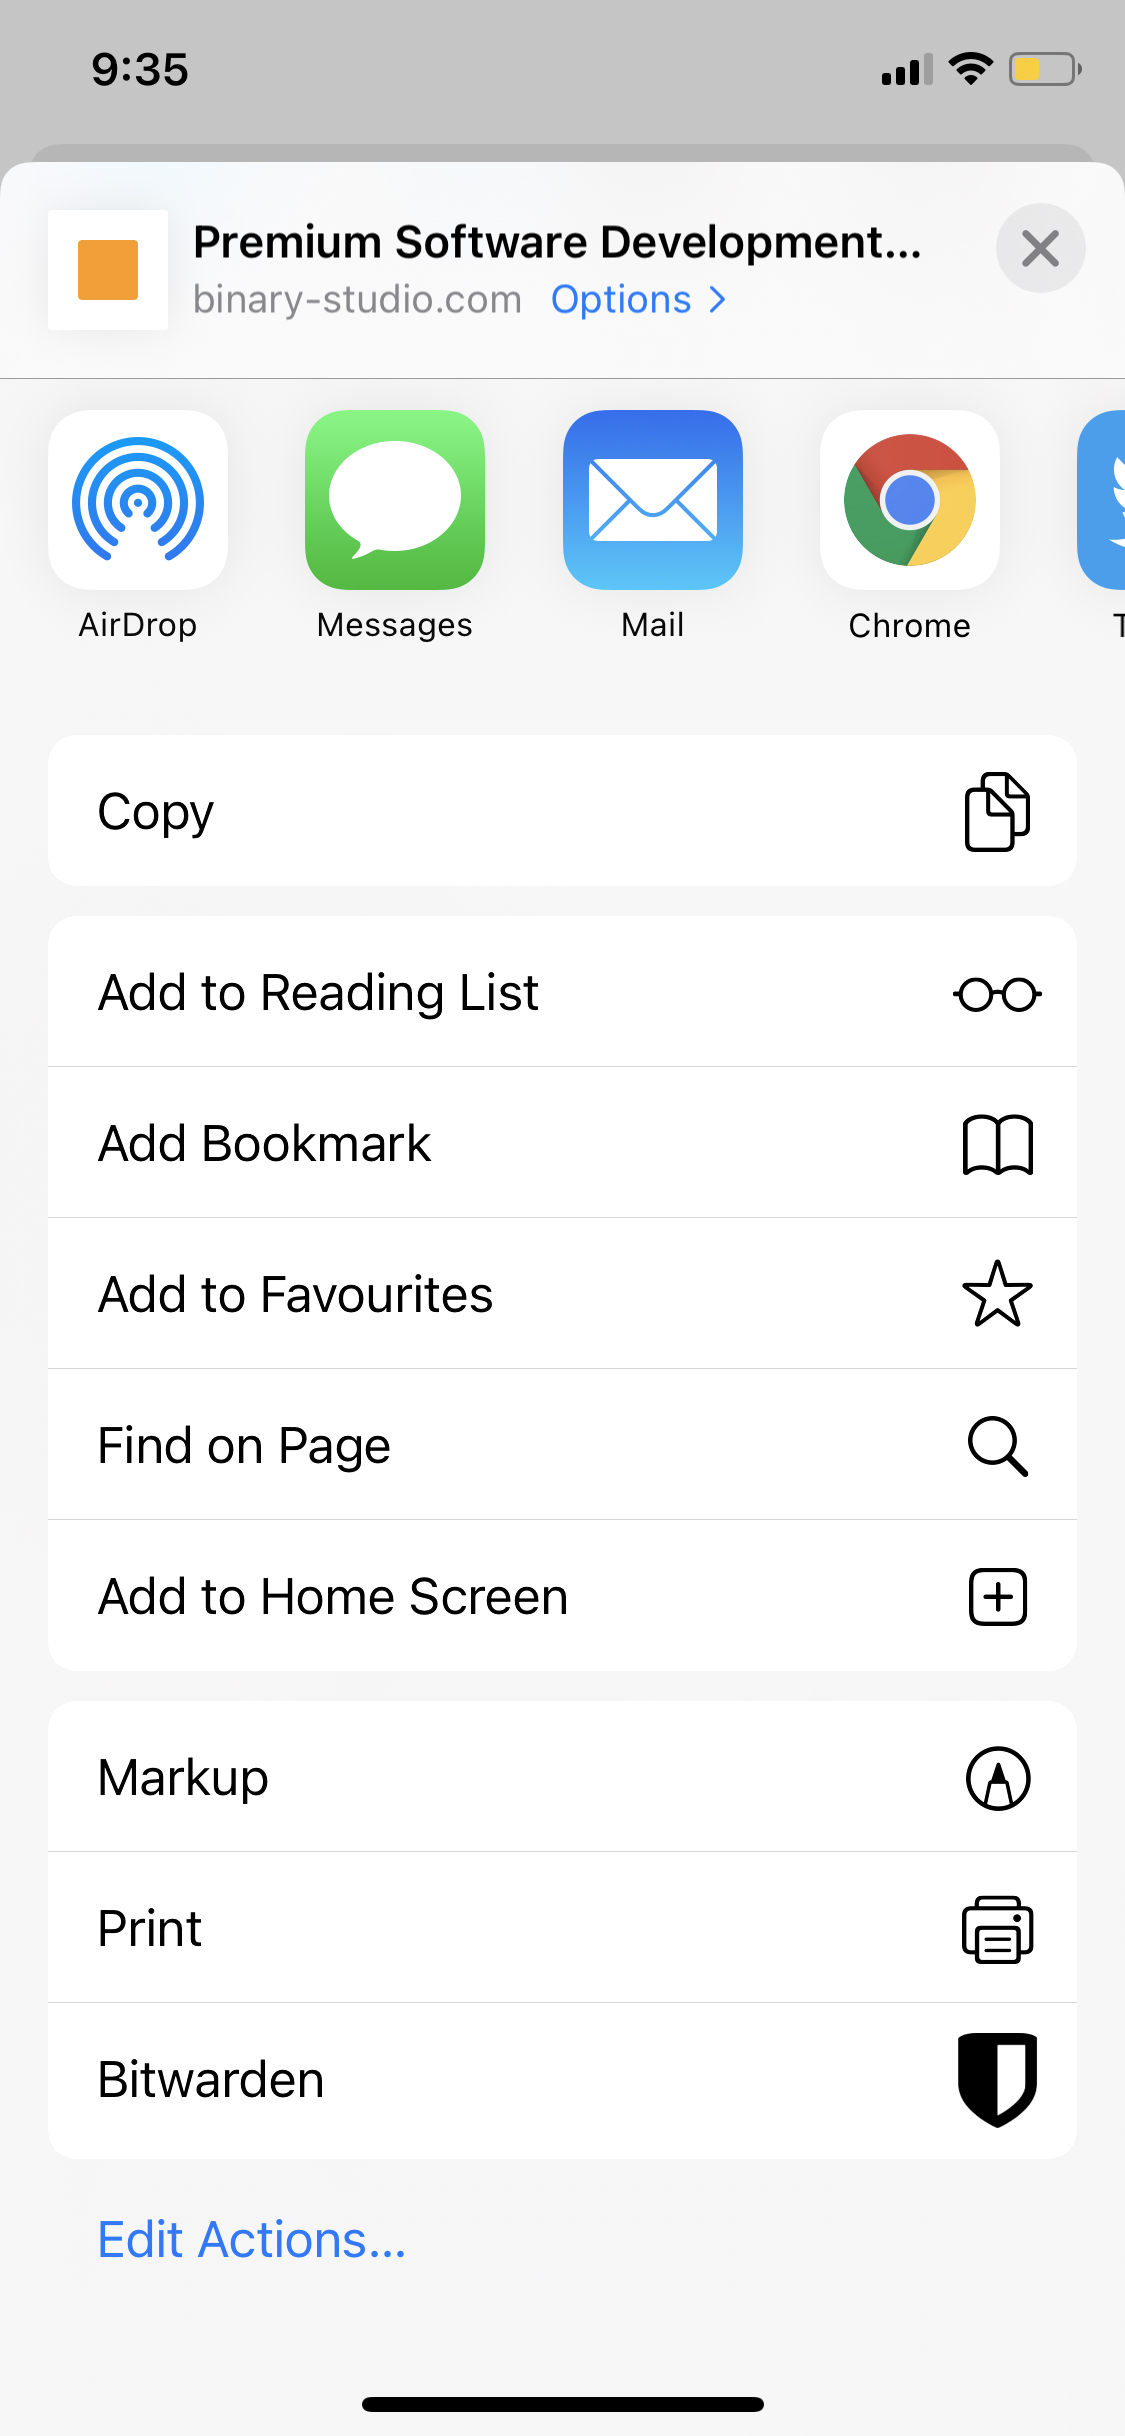 9:35
Premium Software Development...
binary-studio.com Options
AirDrop Messages Mail Chrome T
Copy
Add to Reading List
Add Bookmark
Add to Favourites
Find on Page
Add to Home Screen
Markup
Print
Bitwarden
Edit Actions...